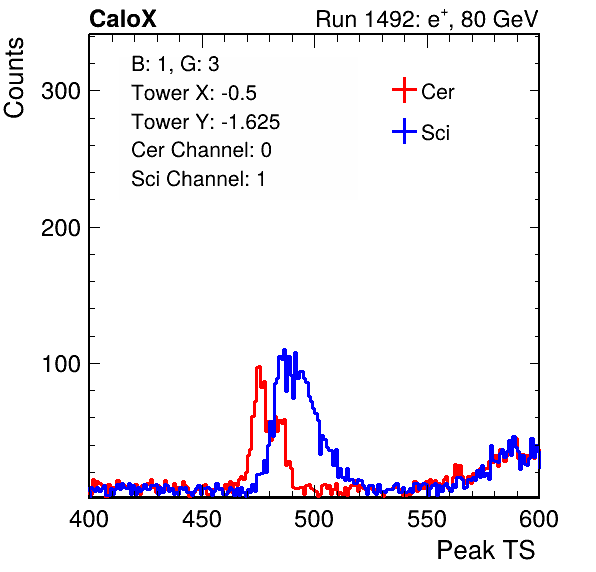 CaloX Run 1492: e⁺, 80 GeV
B: 1, G: 3
Tower X: -0.5
Tower Y: -1.625
Cer Channel: 0
Sci Channel: 1
Cer
Sci
Counts
300
200
100
400 450 500 550 600
Peak TS